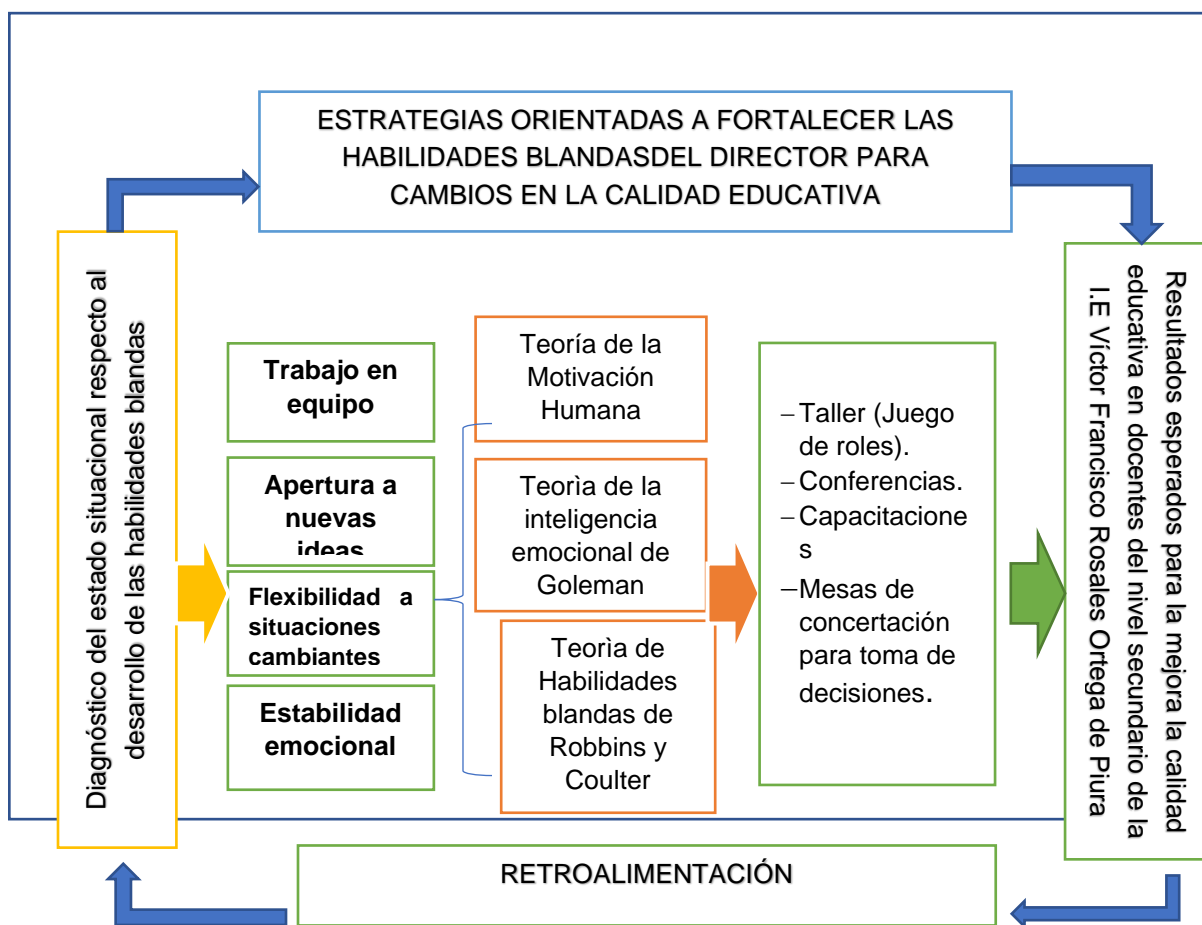 ESTRATEGIAS ORIENTADAS A FORTALECER LAS
HABILIDADES BLANDASDEL DIRECTOR PARA
CAMBIOS EN LA CALIDAD EDUCATIVA
Diagnóstico del estado situacional respecto al
desarrollo de las habilidades blandas
Trabajo en
equipo
Apertura a
nuevas
ideas
Flexibilidad a
situaciones
cambiantes
Estabilidad
emocional
Teoría de la
Motivación
Humana
Teorìa de la
inteligencia
emocional de
Goleman
Teorìa de
Habilidades
blandas de
Robbins y
Coulter
–Taller (Juego
de roles).
–Conferencias.
–Capacitacione
s
–Mesas de
concertación
para toma de
decisiones.
Resultados esperados para la mejora la calidad
educativa en docentes del nivel secundario de la
I.E Víctor Francisco Rosales Ortega de Piura
RETROALIMENTACIÓN